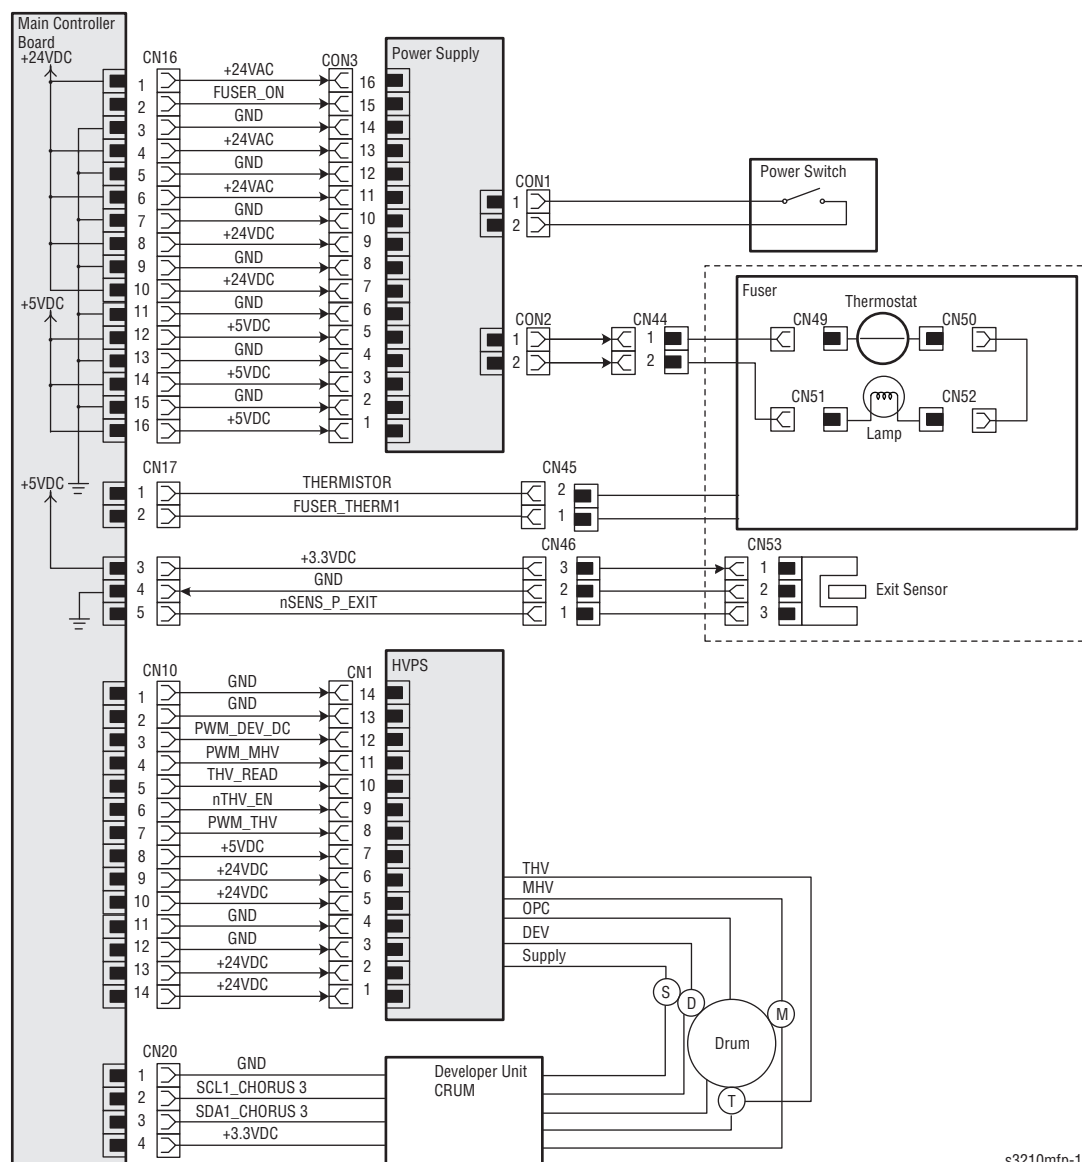 Main Controller
Board
+24VDC
CN16
CON3
Power Supply
1 +24VAC 16
2 FUSER_ON 15
3 GND 14
4 +24VAC 13
5 GND 12
6 +24VAC 11
7 GND 10
8 +24VDC 9
9 GND 8
10 +24VDC 7
+5VDC
11 GND 6
12 +5VDC 5
13 GND 4
14 +5VDC 3
15 GND 2
16 +5VDC 1
CON1
1
2
Power Switch
CON2
1
2
CN44
1
2
Fuser
Thermostat
CN49
CN50
CN51
CN52
Lamp
+5VDC
CN17
CN45
1 THERMISTOR 2
2 FUSER_THERM1 1
CN46
CN53
3 +3.3VDC 3 1
4 GND 2 2
5 nSENS_P_EXIT 1 3
Exit Sensor
CN10
CN1
HVPS
1 GND 14
2 GND 13
3 PWM_DEV_DC 12
4 PWM_MHV 11
5 THV_READ 10
6 nTHV_EN 9
7 PWM_THV 8
8 +5VDC 7
9 +24VDC 6
10 +24VDC 5
11 GND 4
12 GND 3
13 +24VDC 2
14 +24VDC 1
THV
MHV
OPC
DEV
Supply
S
D
M
Drum
T
CN20
1 GND
2 SCL1_CHORUS 3
3 SDA1_CHORUS 3
4 +3.3VDC
Developer Unit
CRUM